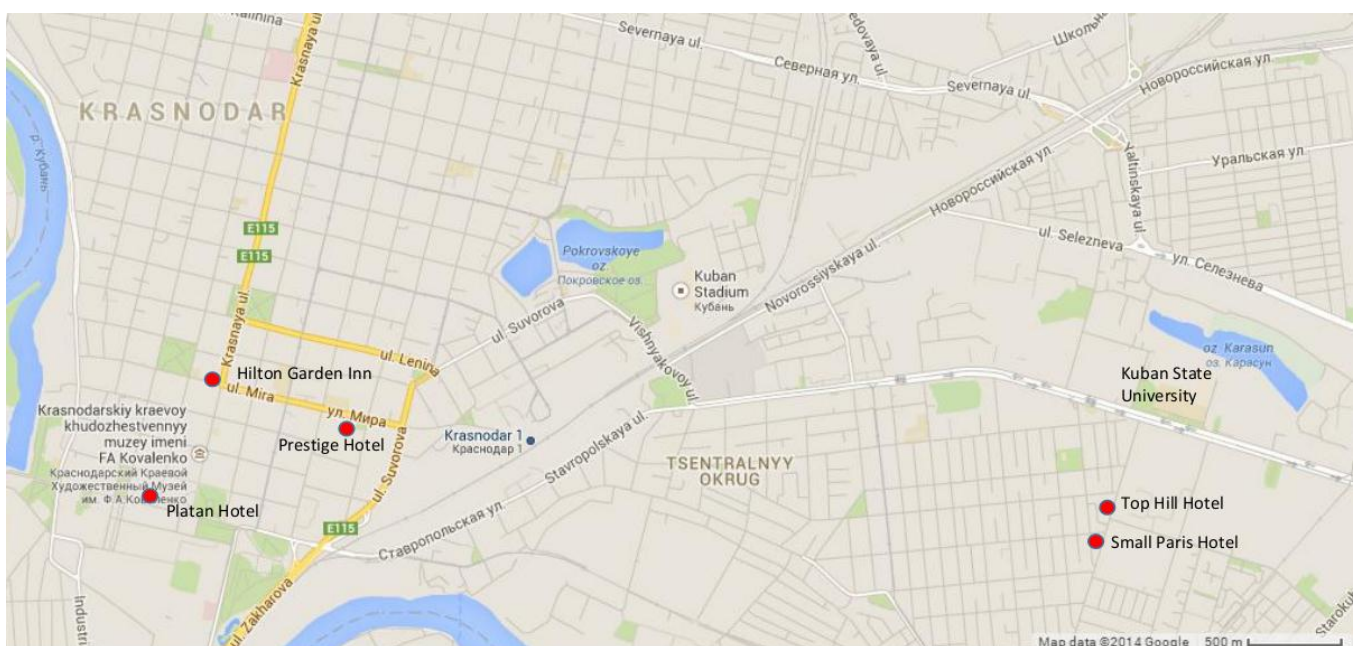 Kalinina
Krasnaya ul.
Severnaya ul.
Северная ул.
Severnaya ul.
Школьна
Новороссийская ул.
KRASNODAR
р. Кубань
Уральская ул.
Новороссийская ул.
E115
E115
Pokrovskoye
oz
Покровское оз.
Kuban
Stadium
Кубань
ul. Selezneva
ул. Селезнева
Novorossiyskaya ul.
Krasnaya ul.
ul. Suvorova
ul. Lenina
Vishnyakovoy ul.
oz Karasun
оз. Карасун
Hilton Garden Inn
ul. Mira
ул. Мира
Kuban State
University
Krasnodarskiy kraevoy
khudozhestvennyy
muzey imeni
FA Kovalenko
Краснодарский Краевой
Художественный Музей
Prestige Hotel
Krasnodar 1
Краснодар 1
ul. Suvorova
Stavropolskaya ul.
TSENTRALNYY
OKRUG
Platan Hotel
E115
Ставропольская ул.
Top Hill Hotel
Small Paris Hotel
Industri
ul. Zakharova
Map data ©2014 Google 500 m